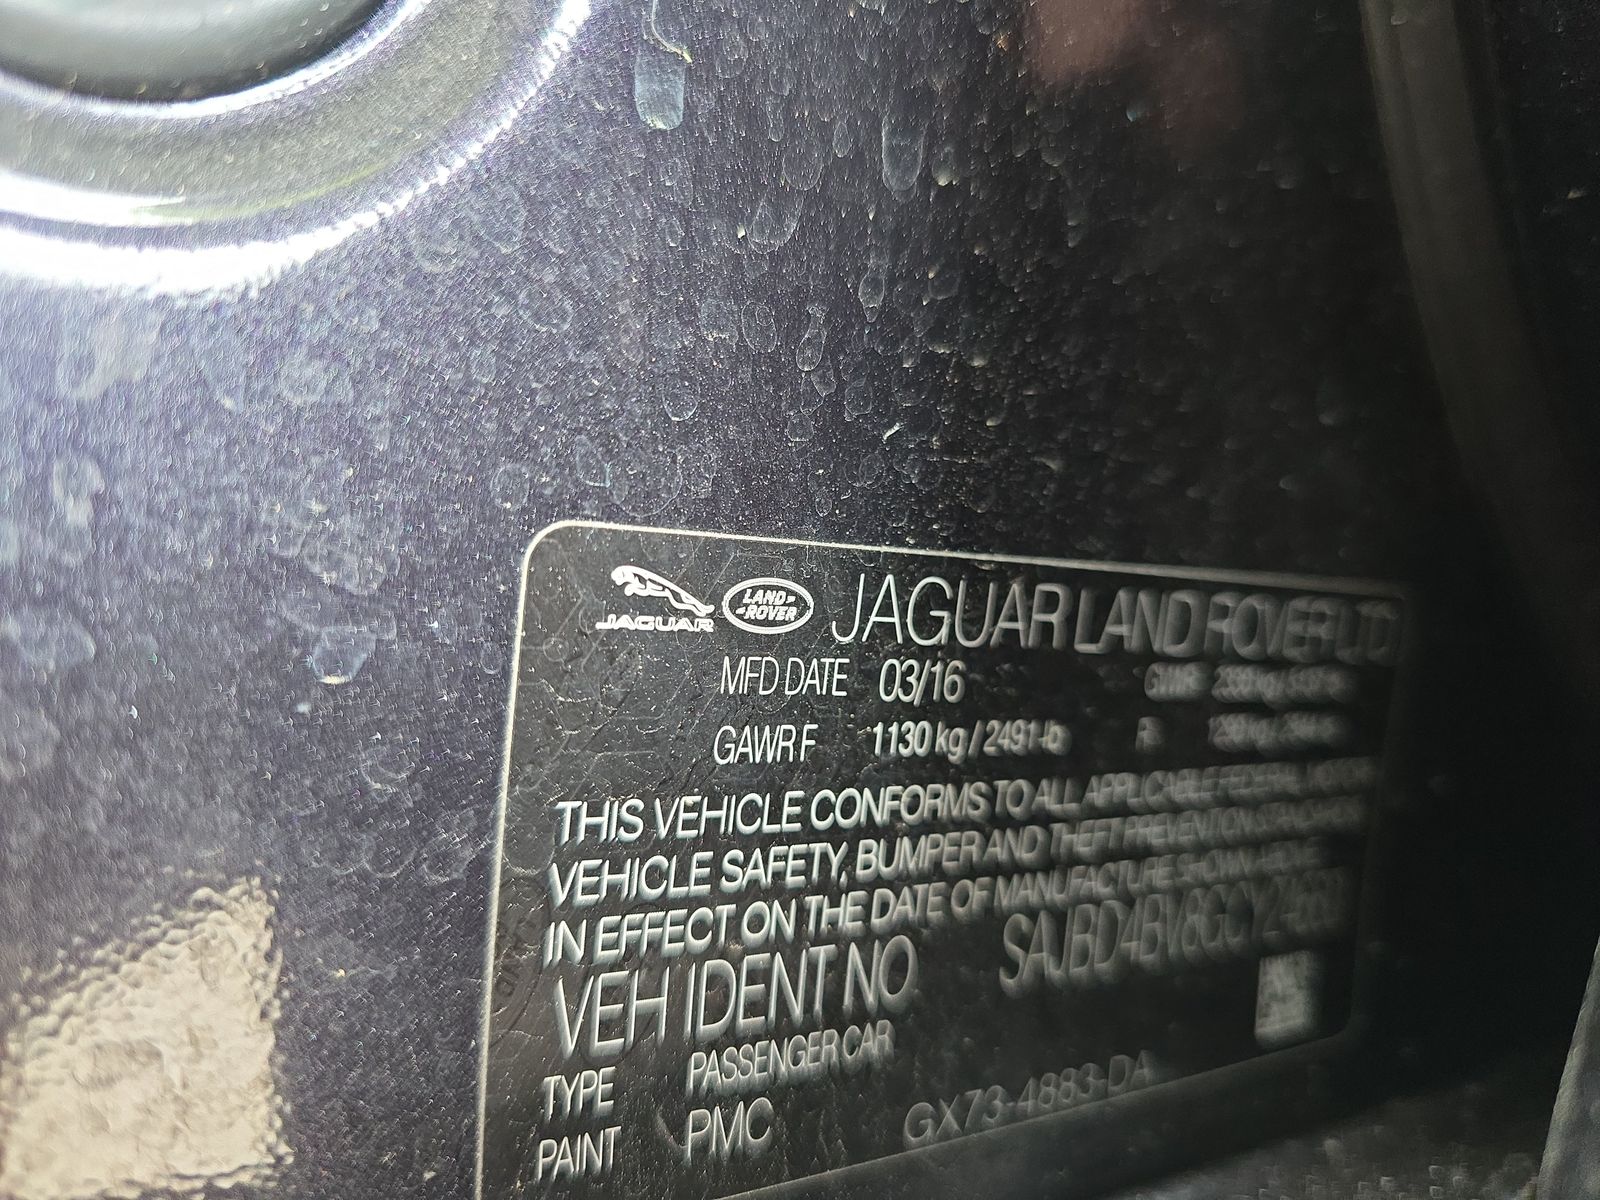 JAGUAR LAND ROVER JAGUAR LAND ROVER LTD
MFD DATE 03/16 GVWR
GAWR F 1130 kg / 2491 lb R
THIS VEHICLE CONFORMS TO ALL APPLICABLE FEDERAL MOTOR
VEHICLE SAFETY, BUMPER AND THEFT PREVENTION STANDARDS
IN EFFECT ON THE DATE OF MANUFACTURE SHOWN ABOVE
VEH IDENT NO
TYPE PASSENGER CAR
PAINT PMC GX73-4883-DA